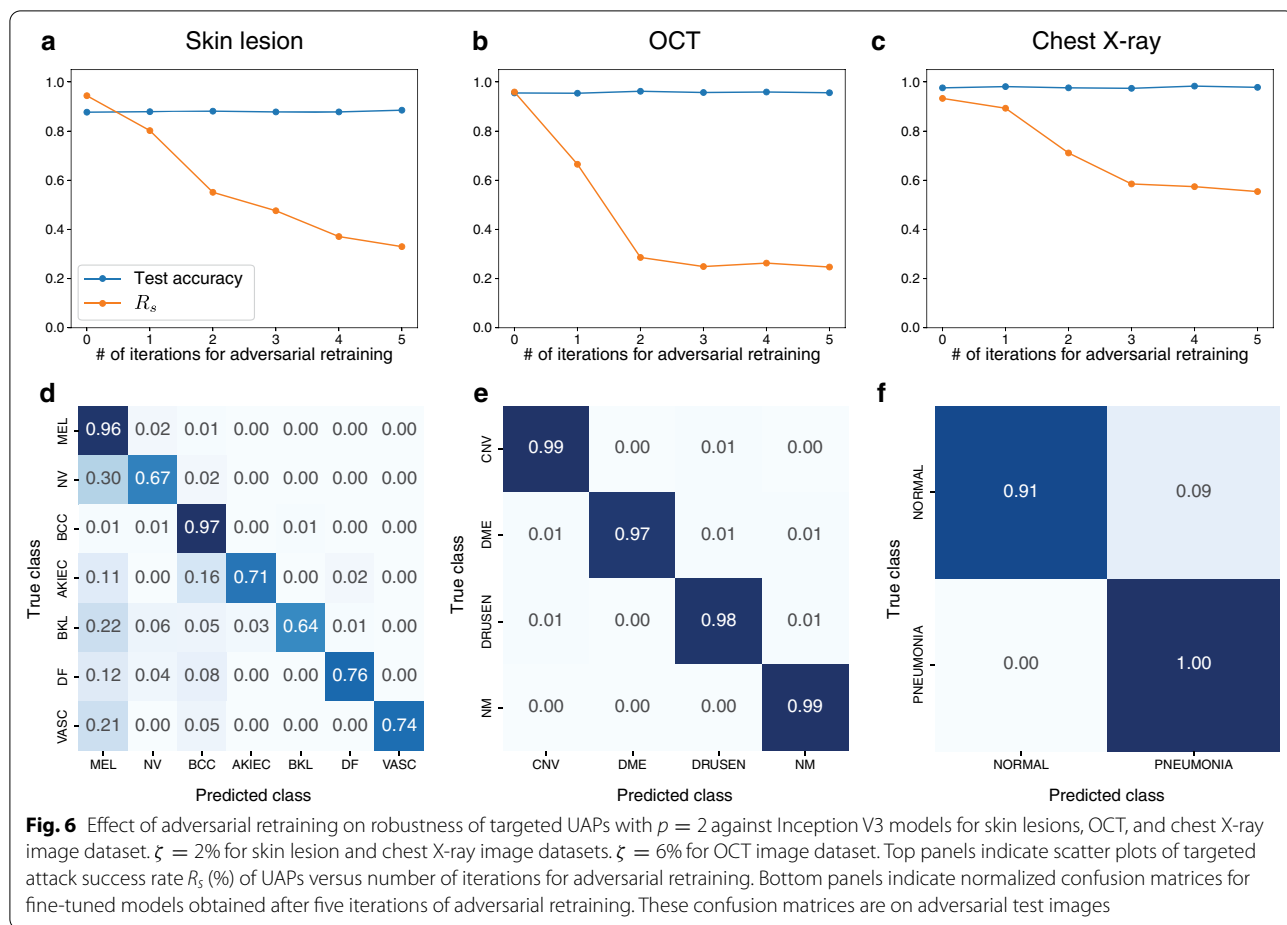 a Skin lesion
b OCT
c Chest X-ray
1.0
0.8
0.6
0.4
0.2
0.0
Test accuracy
R_s
0 1 2 3 4 5
# of iterations for adversarial retraining
1.0
0.8
0.6
0.4
0.2
0.0
0 1 2 3 4 5
# of iterations for adversarial retraining
1.0
0.8
0.6
0.4
0.2
0.0
0 1 2 3 4 5
# of iterations for adversarial retraining
d
True class
MEL 0.96 0.02 0.01 0.00 0.00 0.00 0.00
NV 0.30 0.67 0.02 0.00 0.00 0.00 0.00
BCC 0.01 0.01 0.97 0.00 0.01 0.00 0.00
AKIEC 0.11 0.00 0.16 0.71 0.00 0.02 0.00
BKL 0.22 0.06 0.05 0.03 0.64 0.01 0.00
DF 0.12 0.04 0.08 0.00 0.00 0.76 0.00
VASC 0.21 0.00 0.05 0.00 0.00 0.00 0.74
MEL NV BCC AKIEC BKL DF VASC
Predicted class
e
True class
CNV 0.99 0.00 0.01 0.00
DME 0.01 0.97 0.01 0.01
DRUSEN 0.01 0.00 0.98 0.01
NM 0.00 0.00 0.00 0.99
CNV DME DRUSEN NM
Predicted class
f
True class
NORMAL 0.91 0.09
PNEUMONIA 0.00 1.00
NORMAL PNEUMONIA
Predicted class
Fig. 6 Effect of adversarial retraining on robustness of targeted UAPs with p = 2 against Inception V3 models for skin lesions, OCT, and chest X-ray
image dataset. ζ = 2% for skin lesion and chest X-ray image datasets. ζ = 6% for OCT image dataset. Top panels indicate scatter plots of targeted
attack success rate R_s (%) of UAPs versus number of iterations for adversarial retraining. Bottom panels indicate normalized confusion matrices for
fine-tuned models obtained after five iterations of adversarial retraining. These confusion matrices are on adversarial test images